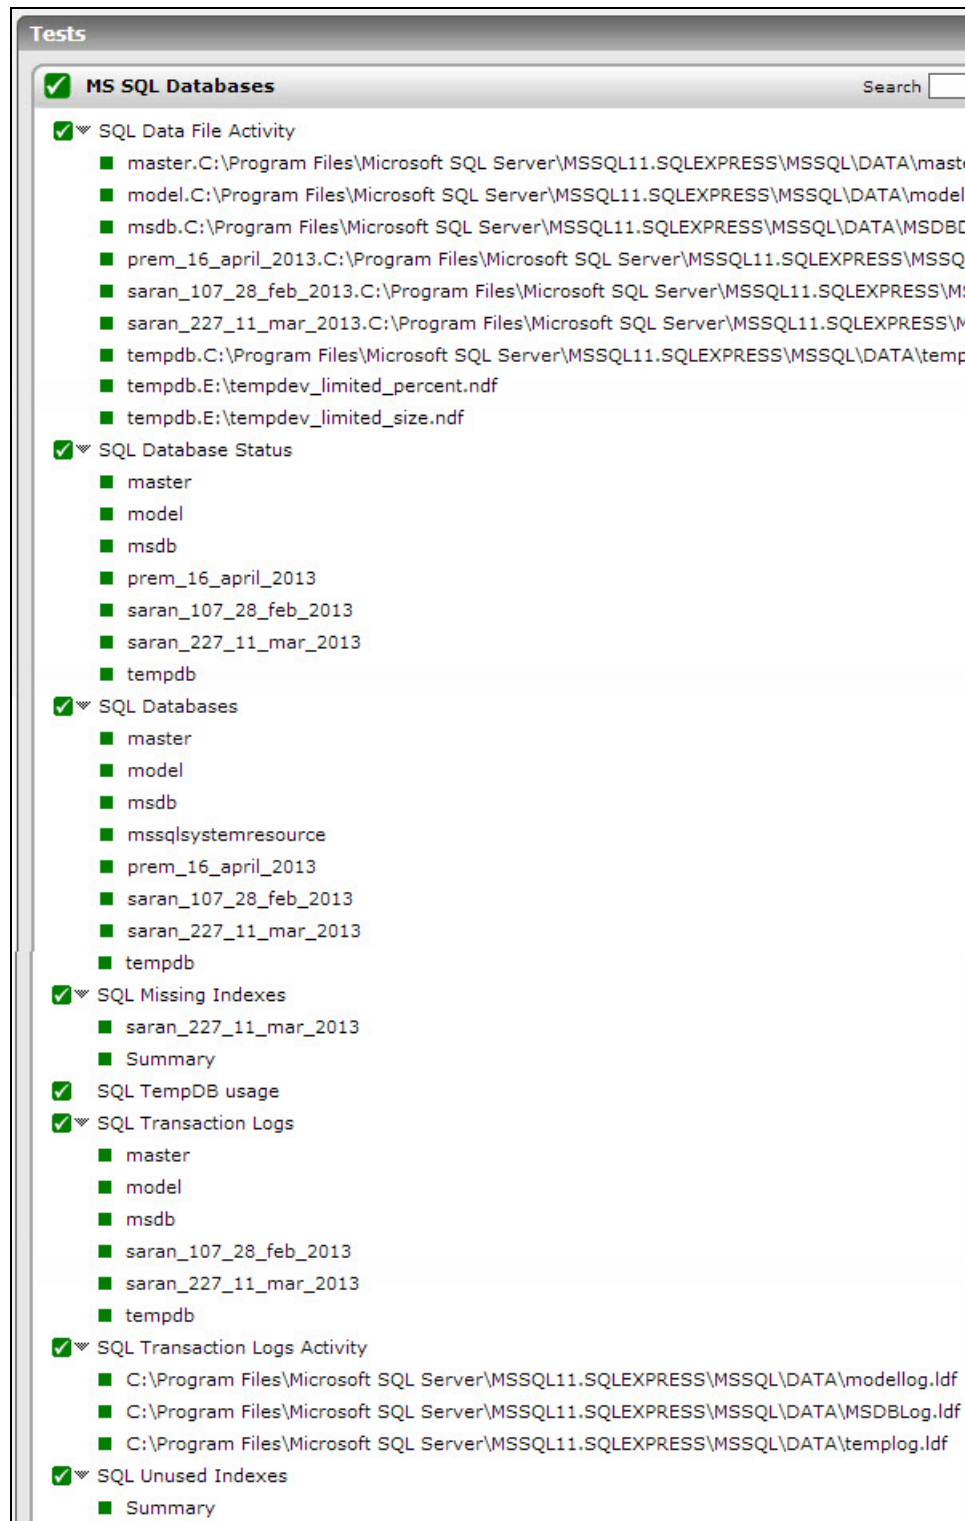 Tests
MS SQL Databases Search
SQL Data File Activity
master.C:\Program Files\Microsoft SQL Server\MSSQL11.SQLEXPRESS\MSSQL\DATA\maste
model.C:\Program Files\Microsoft SQL Server\MSSQL11.SQLEXPRESS\MSSQL\DATA\model
msdb.C:\Program Files\Microsoft SQL Server\MSSQL11.SQLEXPRESS\MSSQL\DATA\MSDBD
prem_16_april_2013.C:\Program Files\Microsoft SQL Server\MSSQL11.SQLEXPRESS\MSSQ
saran_107_28_feb_2013.C:\Program Files\Microsoft SQL Server\MSSQL11.SQLEXPRESS\MS
saran_227_11_mar_2013.C:\Program Files\Microsoft SQL Server\MSSQL11.SQLEXPRESS\M
tempdb.C:\Program Files\Microsoft SQL Server\MSSQL11.SQLEXPRESS\MSSQL\DATA\temp
tempdb.E:\tempdev_limited_percent.ndf
tempdb.E:\tempdev_limited_size.ndf
SQL Database Status
master
model
msdb
prem_16_april_2013
saran_107_28_feb_2013
saran_227_11_mar_2013
tempdb
SQL Databases
master
model
msdb
mssqlsystemresource
prem_16_april_2013
saran_107_28_feb_2013
saran_227_11_mar_2013
tempdb
SQL Missing Indexes
saran_227_11_mar_2013
Summary
SQL TempDB usage
SQL Transaction Logs
master
model
msdb
saran_107_28_feb_2013
saran_227_11_mar_2013
tempdb
SQL Transaction Logs Activity
C:\Program Files\Microsoft SQL Server\MSSQL11.SQLEXPRESS\MSSQL\DATA\modellog.ldf
C:\Program Files\Microsoft SQL Server\MSSQL11.SQLEXPRESS\MSSQL\DATA\MSDBLog.ldf
C:\Program Files\Microsoft SQL Server\MSSQL11.SQLEXPRESS\MSSQL\DATA\templog.ldf
SQL Unused Indexes
Summary